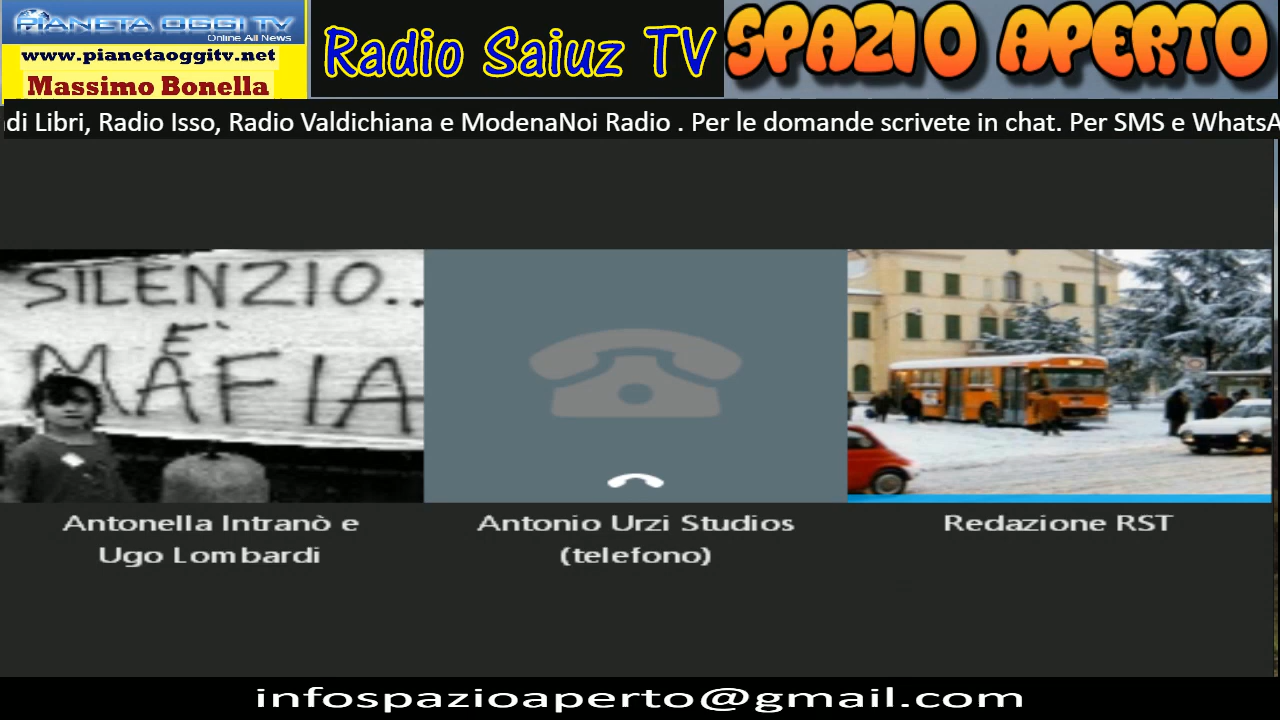 PIANETA OGGI TV
Online All News
www.pianetaoggitv.net
Massimo Bonella
Radio Saiuz TV
SPAZIO APERTO
di Libri, Radio Isso, Radio Valdichiana e ModenaNoi Radio . Per le domande scrivete in chat. Per SMS e WhatsA
SILENZIO..
E'
MAFIA
Antonella Intranò e
Ugo Lombardi
Antonio Urzi Studios
(telefono)
Redazione RST
infospazioaperto@gmail.com